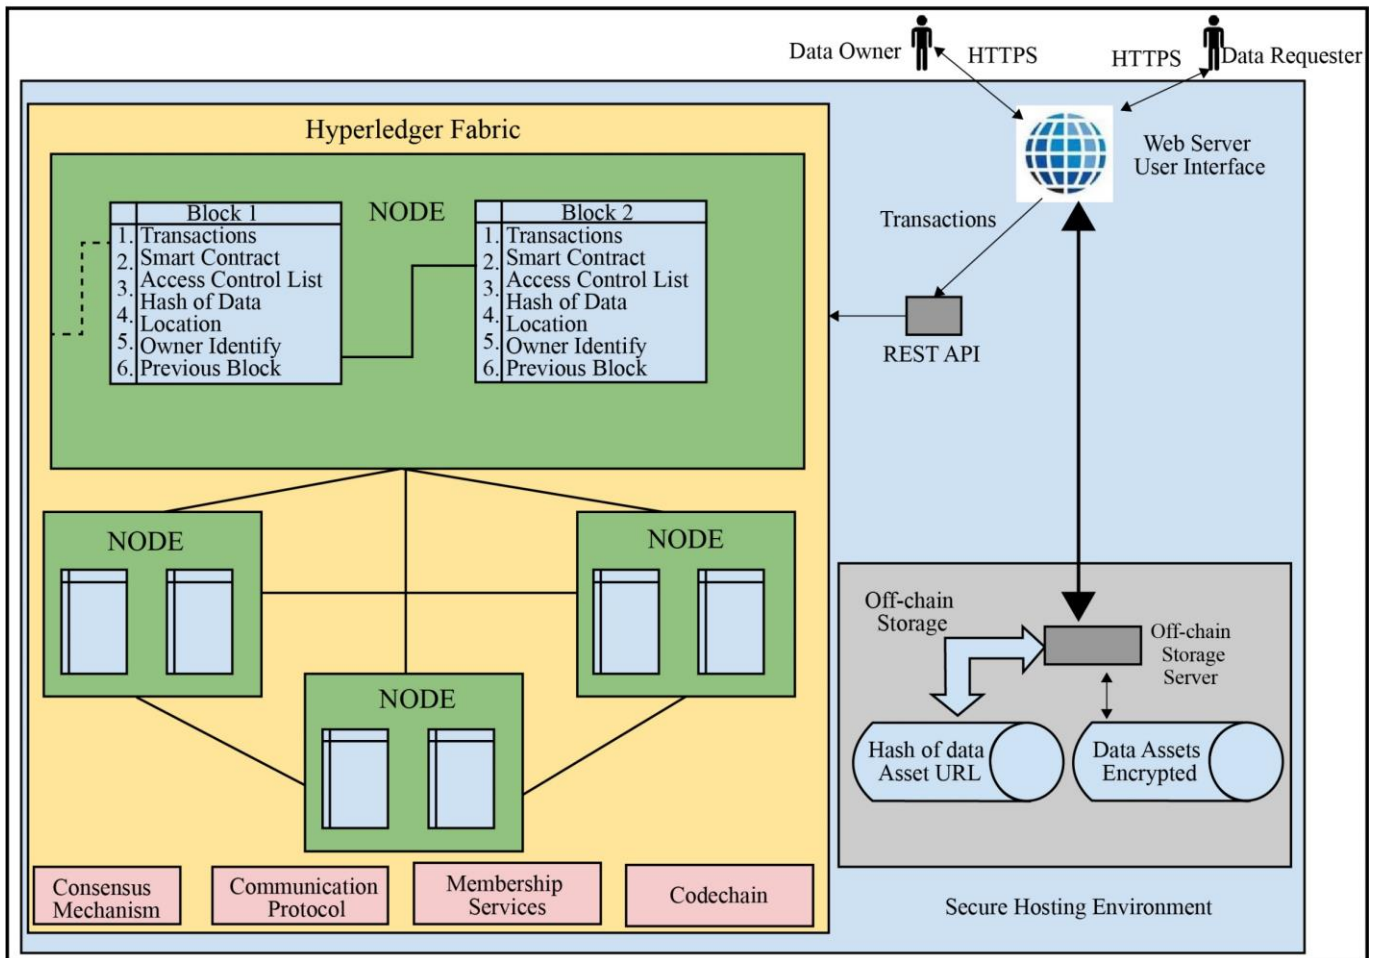 Data Owner
HTTPS
HTTPS
Data Requester
Hyperledger Fabric
Web Server
User Interface
NODE
Block 1
1. Transactions
2. Smart Contract
3. Access Control List
4. Hash of Data
Location
5. Owner Identify
6. Previous Block
Block 2
1. Transactions
2. Smart Contract
3. Access Control List
4. Hash of Data
Location
5. Owner Identify
6. Previous Block
Transactions
REST API
NODE
NODE
NODE
Off-chain
Storage
Off-chain
Storage
Server
Hash of data
Asset URL
Data Assets
Encrypted
Consensus
Mechanism
Communication
Protocol
Membership
Services
Codechain
Secure Hosting Environment